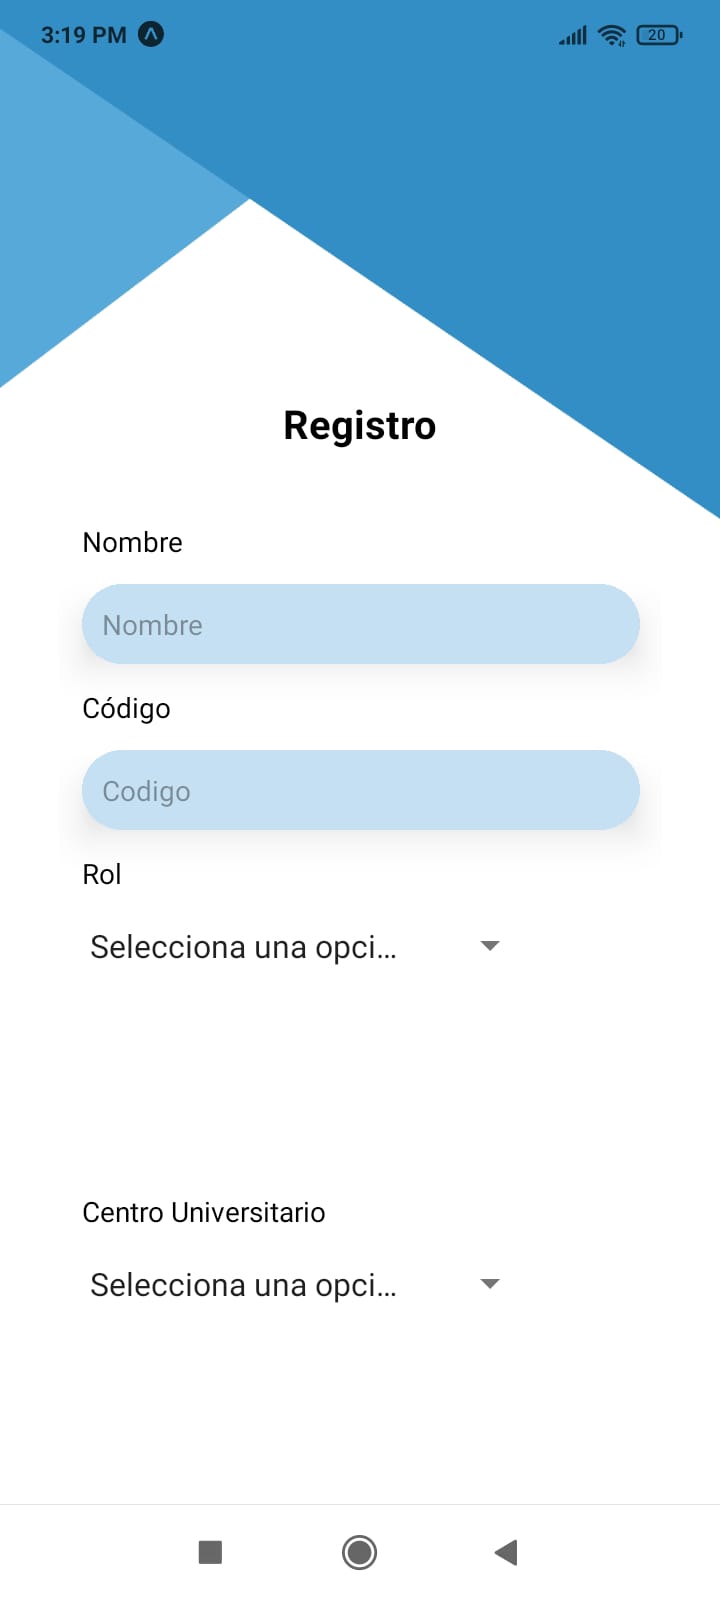 3:19 PM
20
Registro
Nombre
Nombre
Código
Codigo
Rol
Selecciona una opci...
Centro Universitario
Selecciona una opci...